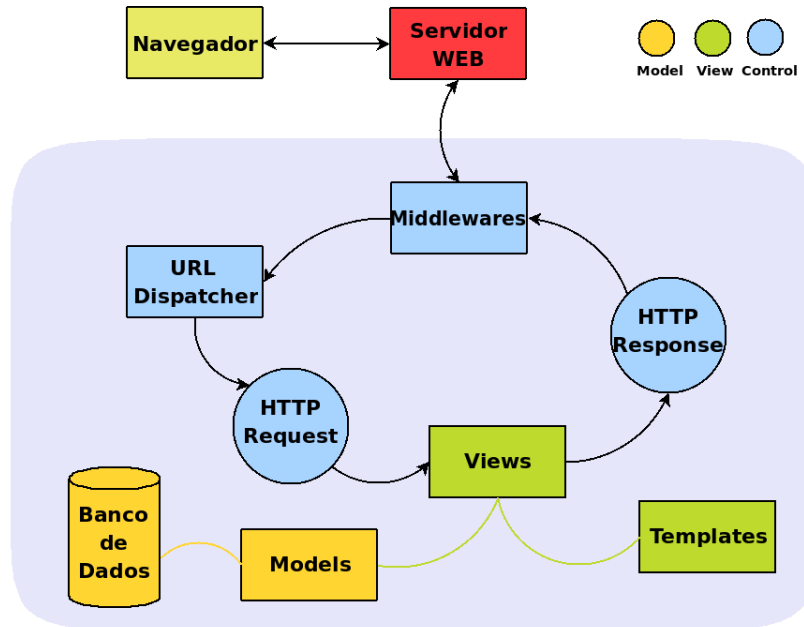 Navegador
Servidor
WEB
Model View Control
Middlewares
URL
Dispatcher
HTTP
Response
HTTP
Request
Views
Banco
de
Dados
Models
Templates